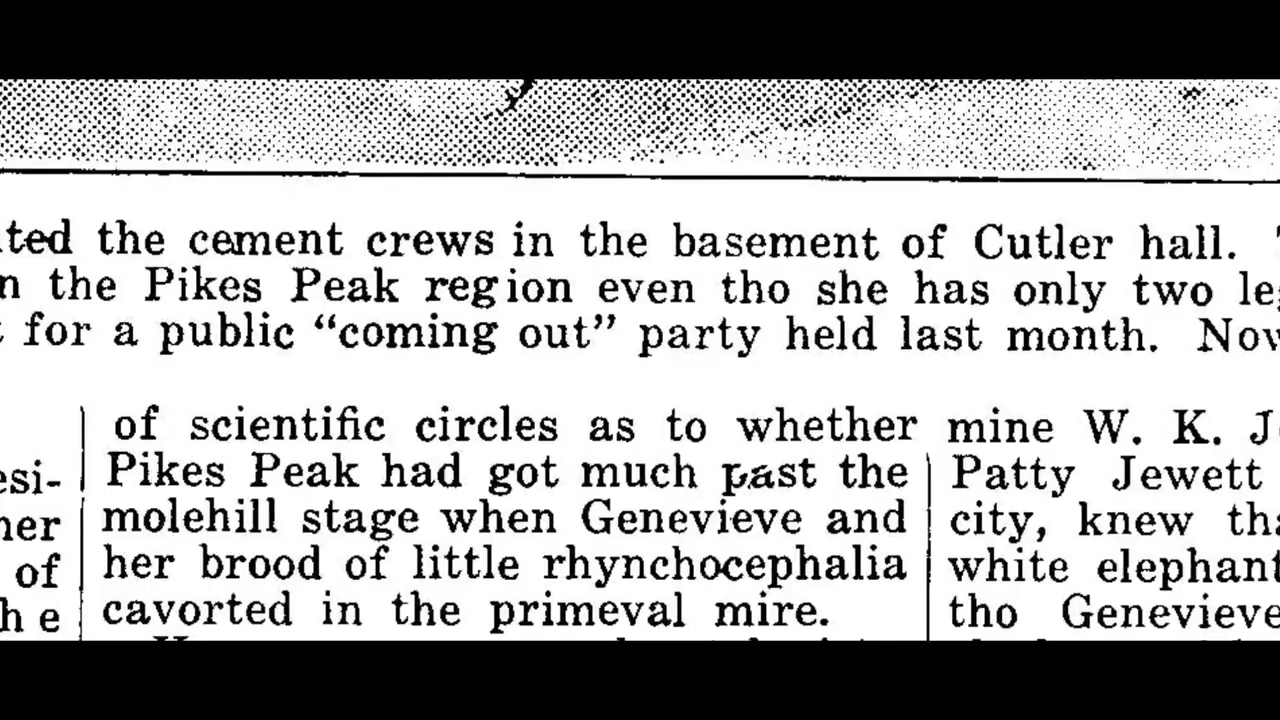 the cement crews in the basement of Cutler hall.
the Pikes Peak region even tho she has only two
for a public “coming out” party held last month.
of
of scientific circles as to whether
Pikes Peak had got much past the
molehill stage when Genevieve and
her brood of little rhynchocephalia
cavorted in the primeval mire.
mine W. K.
Patty Jewett
city, knew
white elephant
tho Genevieve